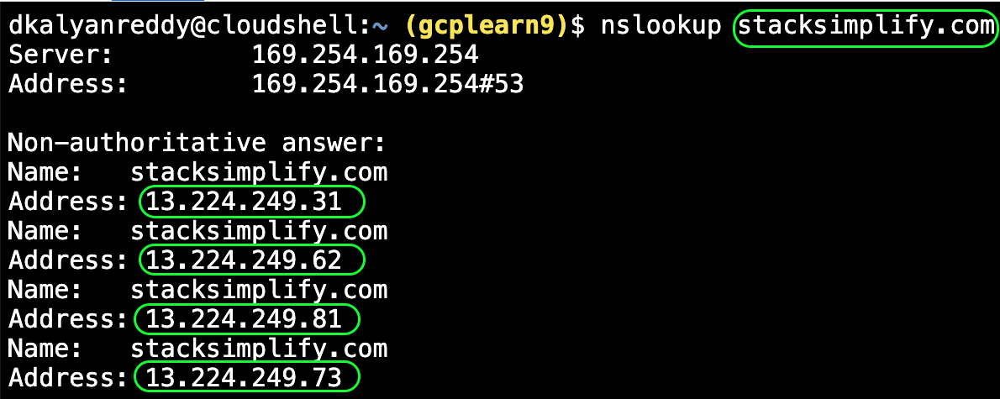 dkalyanreddy@cloudshell:~ (gcplearn9)$ nslookup stacksimplify.com
Server:         169.254.169.254
Address:        169.254.169.254#53
Non-authoritative answer:
Name:   stacksimplify.com
Address: 13.224.249.31
Name:   stacksimplify.com
Address: 13.224.249.62
Name:   stacksimplify.com
Address: 13.224.249.81
Name:   stacksimplify.com
Address: 13.224.249.73